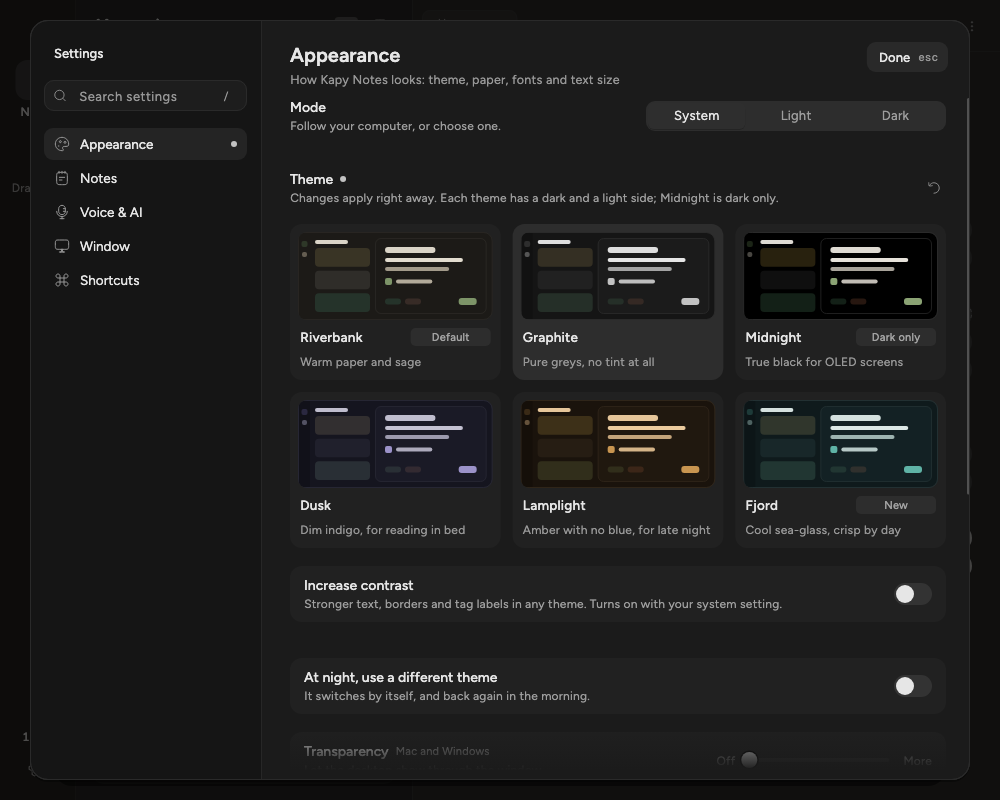 Settings
Search settings /
Appearance
Notes
Voice & AI
Window
Shortcuts
Appearance
Done esc
How Kapy Notes looks: theme, paper, fonts and text size
Mode
Follow your computer, or choose one.
System Light Dark
Theme
Changes apply right away. Each theme has a dark and a light side; Midnight is dark only.
Riverbank Default
Warm paper and sage
Graphite
Pure greys, no tint at all
Midnight Dark only
True black for OLED screens
Dusk
Dim indigo, for reading in bed
Lamplight
Amber with no blue, for late night
Fjord New
Cool sea-glass, crisp by day
Increase contrast
Stronger text, borders and tag labels in any theme. Turns on with your system setting.
At night, use a different theme
It switches by itself, and back again in the morning.
Transparency Mac and Windows
Off More